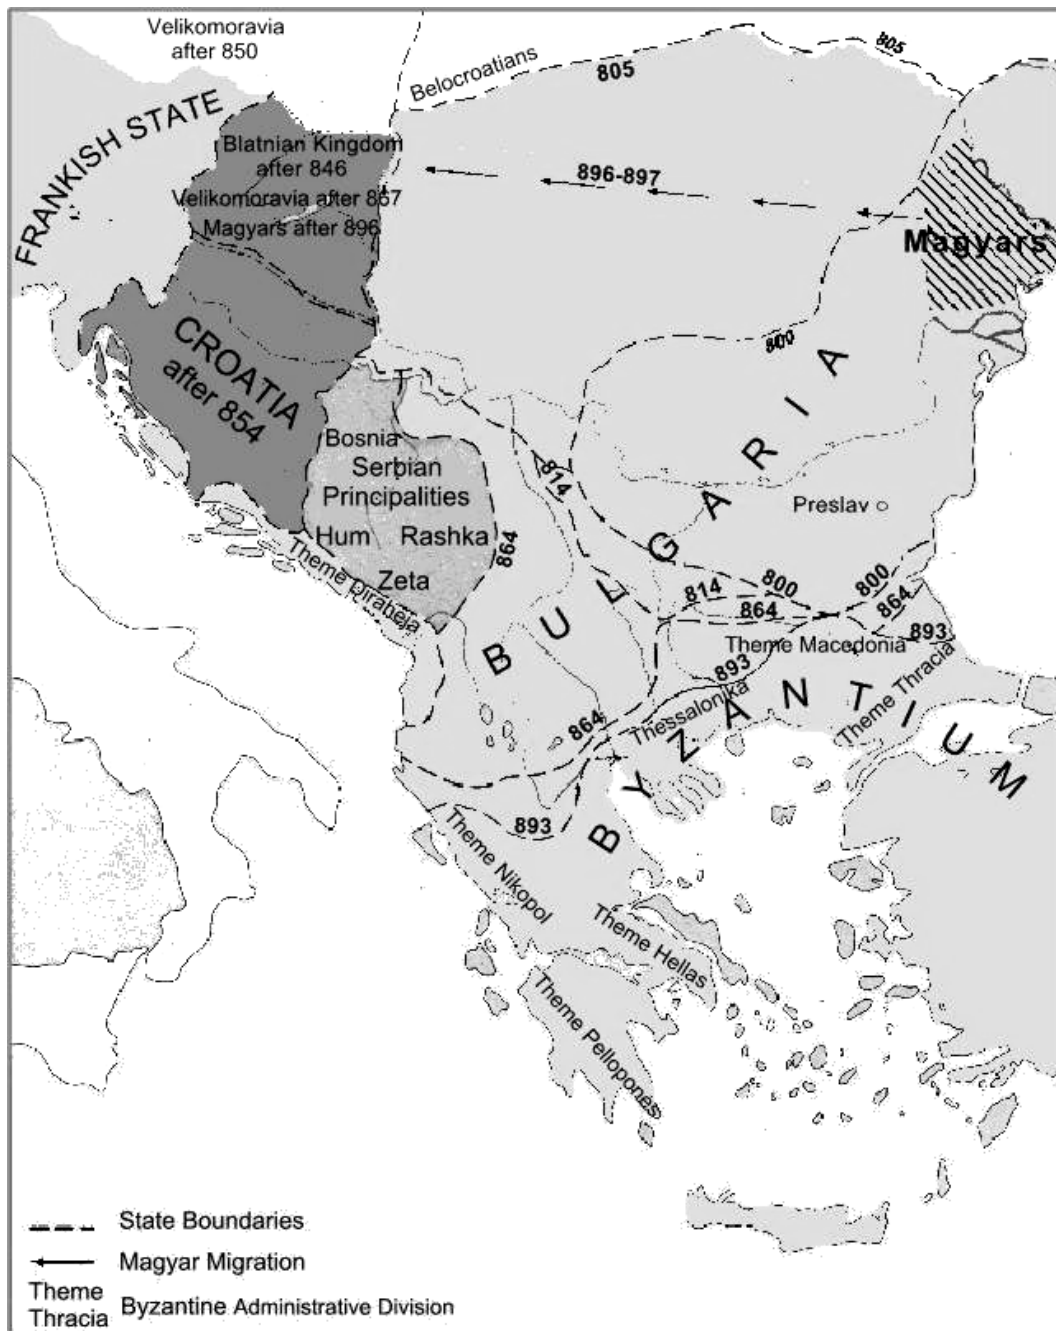 Velikomoravia
after 850
Belocroatians
805
805
FRANKISH STATE
Blatnian Kingdom
after 846
Velikomoravia after 867
Magyars after 896
896-897
Magyars
CROATIA
after 854
800
Bosnia
Serbian
Principalities
Hum
Rashka
Zeta
864
814
BULGARIA
Preslav
Theme Dirabeja
814
800
800
864
864
893
Theme Macedonia
893
Thessalonika
Theme Thracia
864
BYZANTIUM
893
Theme Nikopol
Theme Hellas
Theme Pellopones
State Boundaries
Magyar Migration
Theme
Thracia
Byzantine Administrative Division